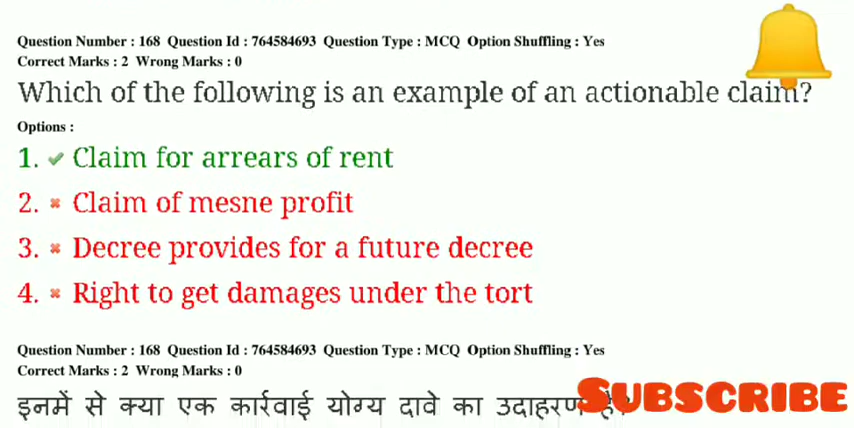 Question Number : 168 Question Id : 764584693 Question Type : MCQ Option Shuffling : Yes
Correct Marks : 2 Wrong Marks : 0
Which of the following is an example of an actionable claim?
Options :
1. ✔ Claim for arrears of rent
2. ✖ Claim of mesne profit
3. ✖ Decree provides for a future decree
4. ✖ Right to get damages under the tort
Question Number : 168 Question Id : 764584693 Question Type : MCQ Option Shuffling : Yes
Correct Marks : 2 Wrong Marks : 0
इनमें से क्या एक कार्रवाई योग्य दावे का उदाहरण है?
SUBSCRIBE